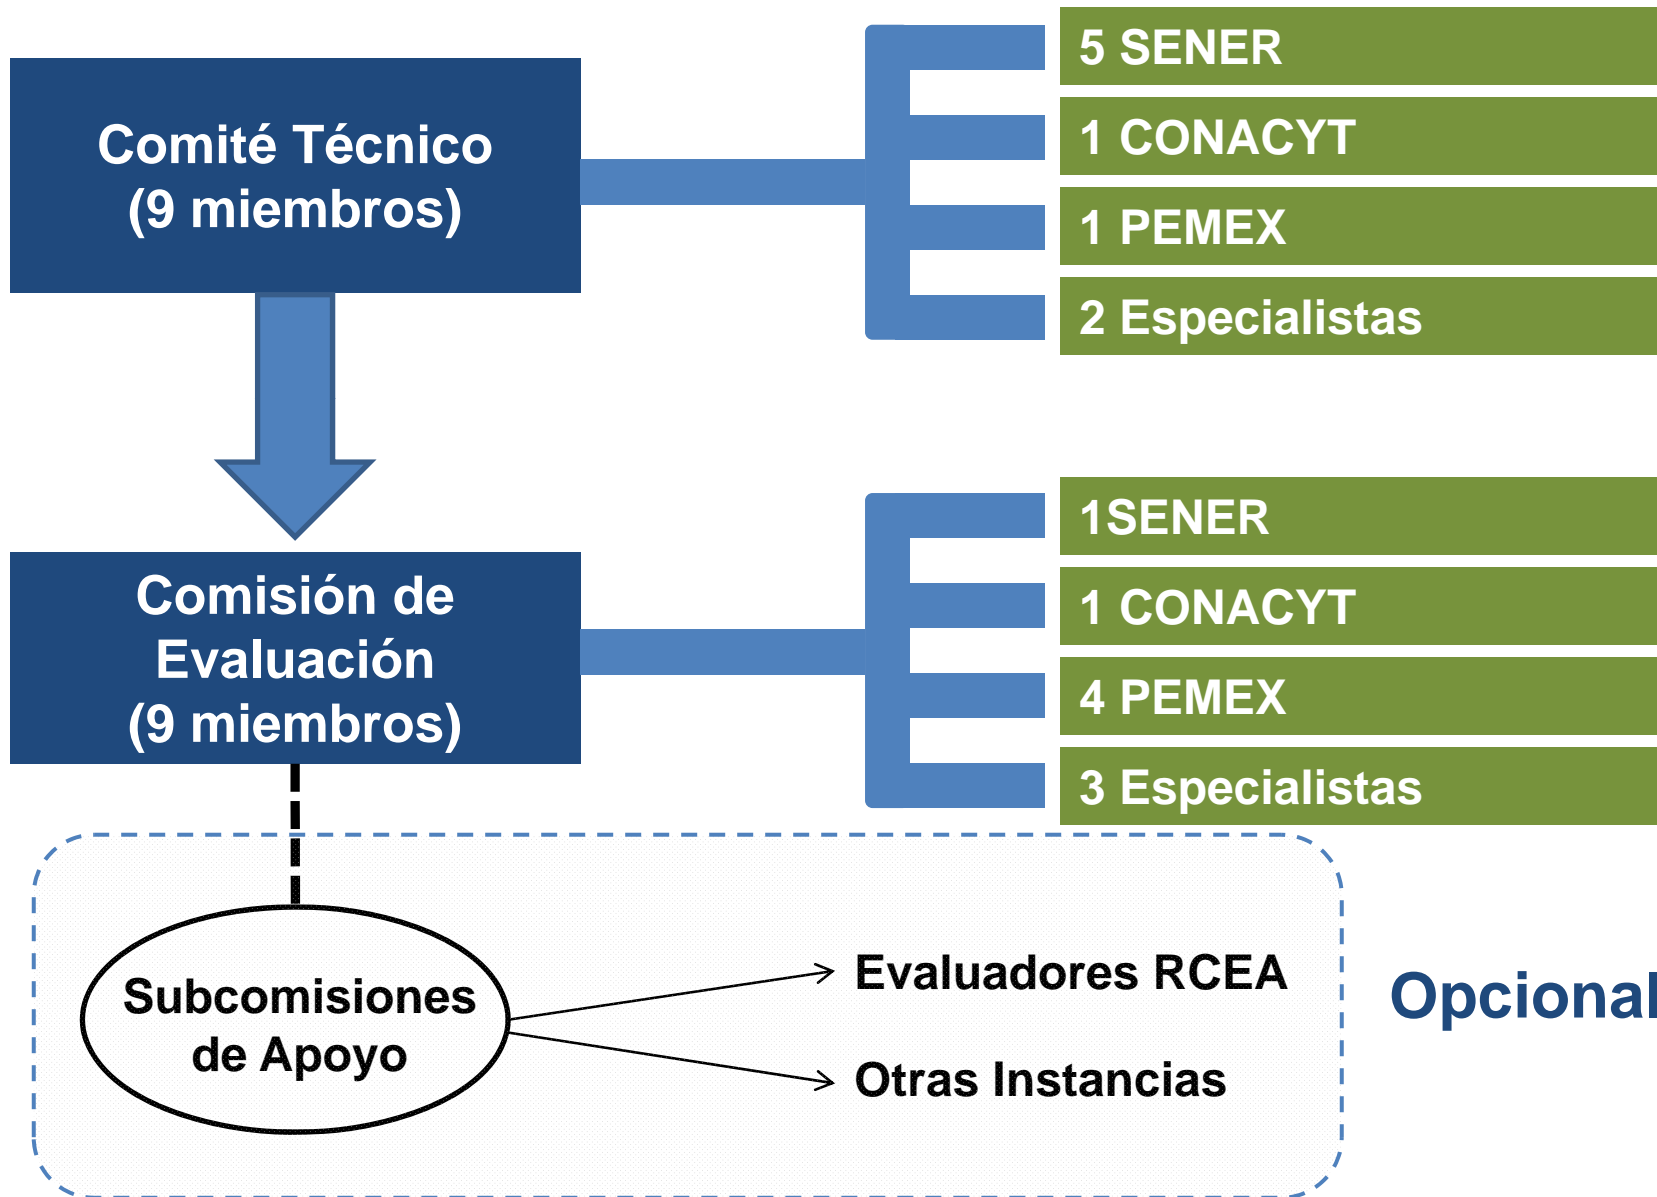 Comité Técnico
(9 miembros)
5 SENER
1 CONACYT
1 PEMEX
2 Especialistas
Comisión de
Evaluación
(9 miembros)
1SENER
1 CONACYT
4 PEMEX
3 Especialistas
Subcomisiones
de Apoyo
Evaluadores RCEA
Otras Instancias
Opcional